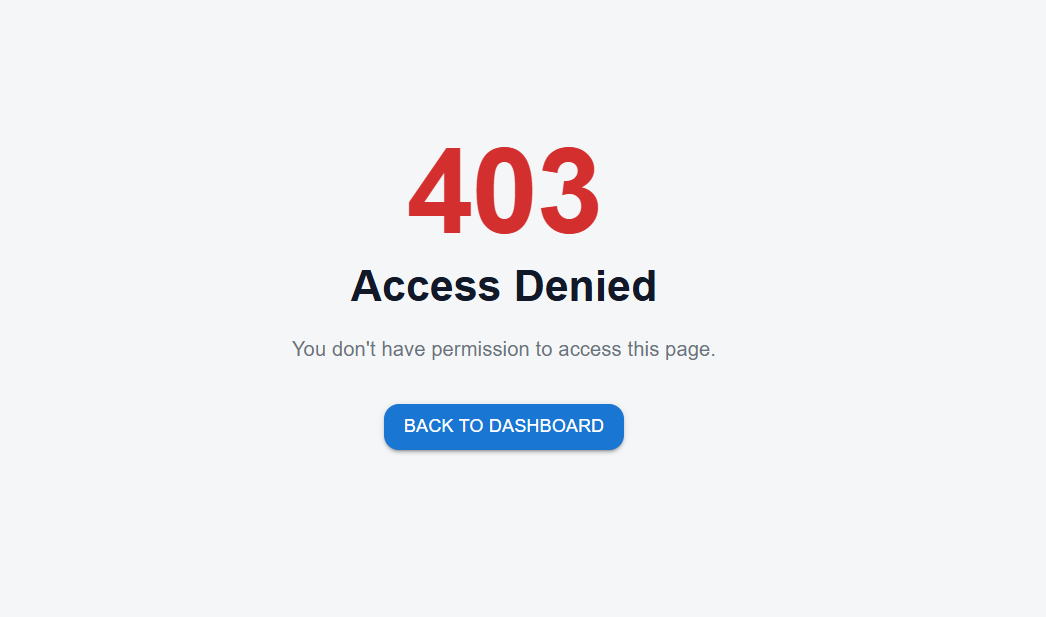 403
Access Denied
You don't have permission to access this page.
BACK TO DASHBOARD